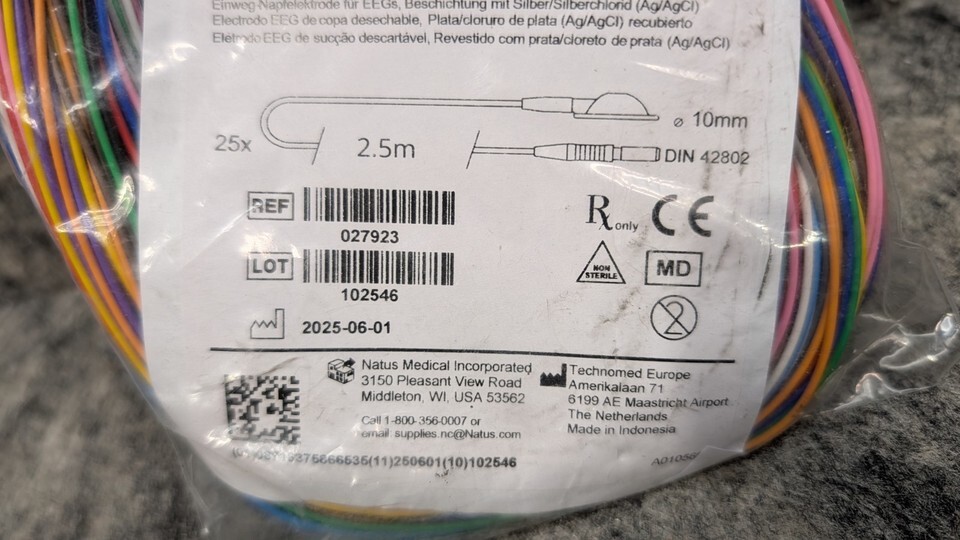 Einweg-Napfelektrode für EEGs, Beschichtung mit Silber/Silberchlorid (Ag/AgCl)
Electrodo EEG de copa desechable, Plata/cloruro de plata (Ag/AgCl) recubierto
Eletrodo EEG de sucção descartável, Revestido com prata/cloreto de prata (Ag/AgCl)
25x
2.5m
⌀ 10mm
DIN 42802
REF
027923
LOT
102546
2025-06-01
Rx only
CE
NON
STERILE
MD
2
Natus Medical Incorporated
3150 Pleasant View Road
Middleton, WI, USA 53562
Call 1-800-356-0007 or
email supplies.nc@Natus.com
Technomed Europe
Amerikalaan 71
6199 AE Maastricht Airport
The Netherlands
Made in Indonesia
(11)250601(10)102546